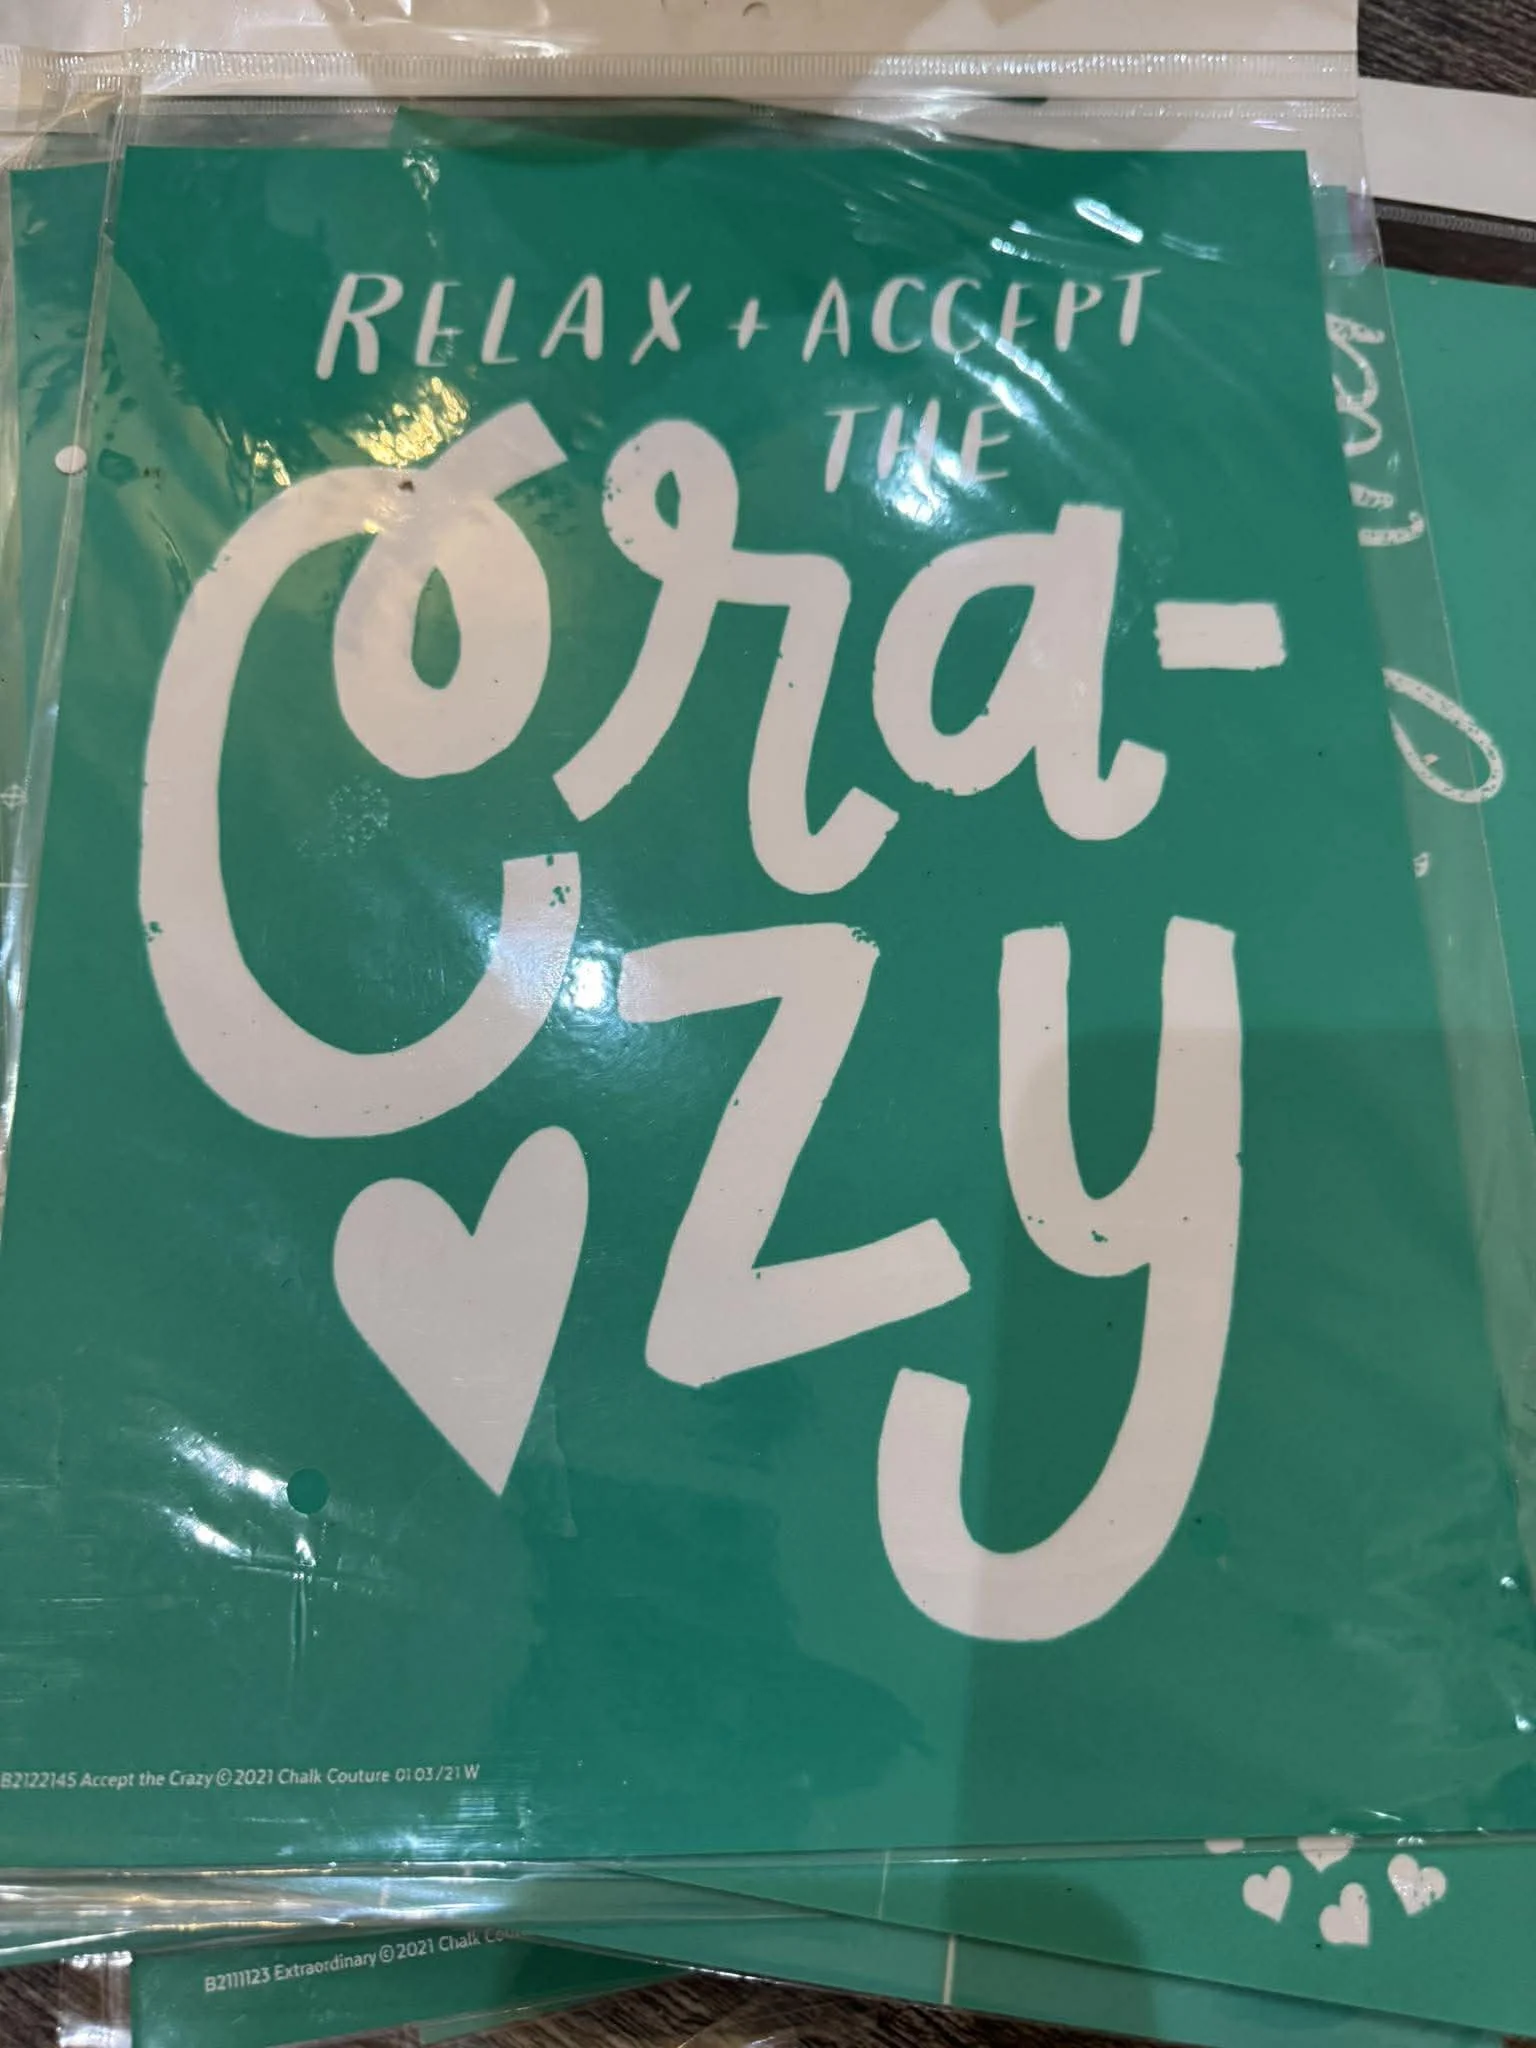 RELAX + ACCEPT
THE
Cra-
zy
B2122145 Accept the Crazy © 2021 Chalk Couture 01 03/21 W
B2111123 Extraordinary © 2021 Chalk